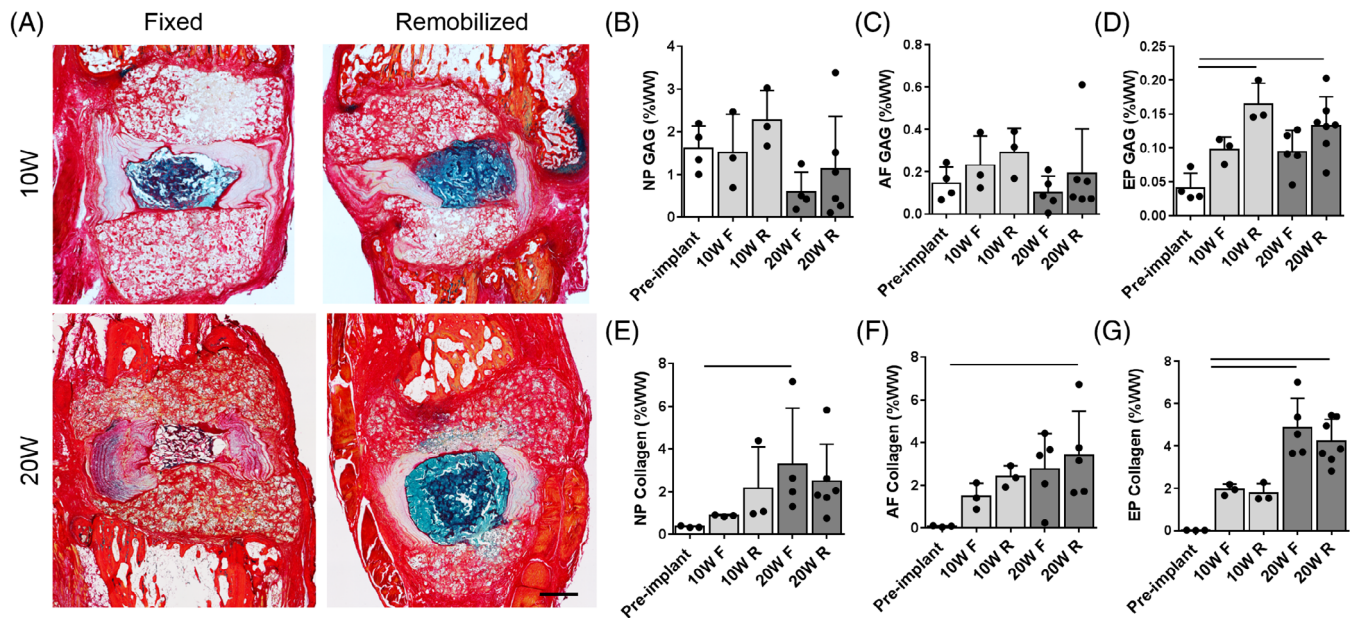 (A)
Fixed
Remobilized
10W
20W
(B)
NP GAG (%WW)
4
3
2
1
0
Pre-implant
10W F
10W R
20W F
20W R
(C)
AF GAG (%WW)
0.8
0.6
0.4
0.2
0.0
Pre-implant
10W F
10W R
20W F
20W R
(D)
EP GAG (%WW)
0.25
0.20
0.15
0.10
0.05
0.00
Pre-implant
10W F
10W R
20W F
20W R
(E)
NP Collagen (%WW)
8
6
4
2
0
Pre-implant
10W F
10W R
20W F
20W R
(F)
AF Collagen (%WW)
8
6
4
2
0
Pre-implant
10W F
10W R
20W F
20W R
(G)
EP Collagen (%WW)
8
6
4
2
0
Pre-implant
10W F
10W R
20W F
20W R